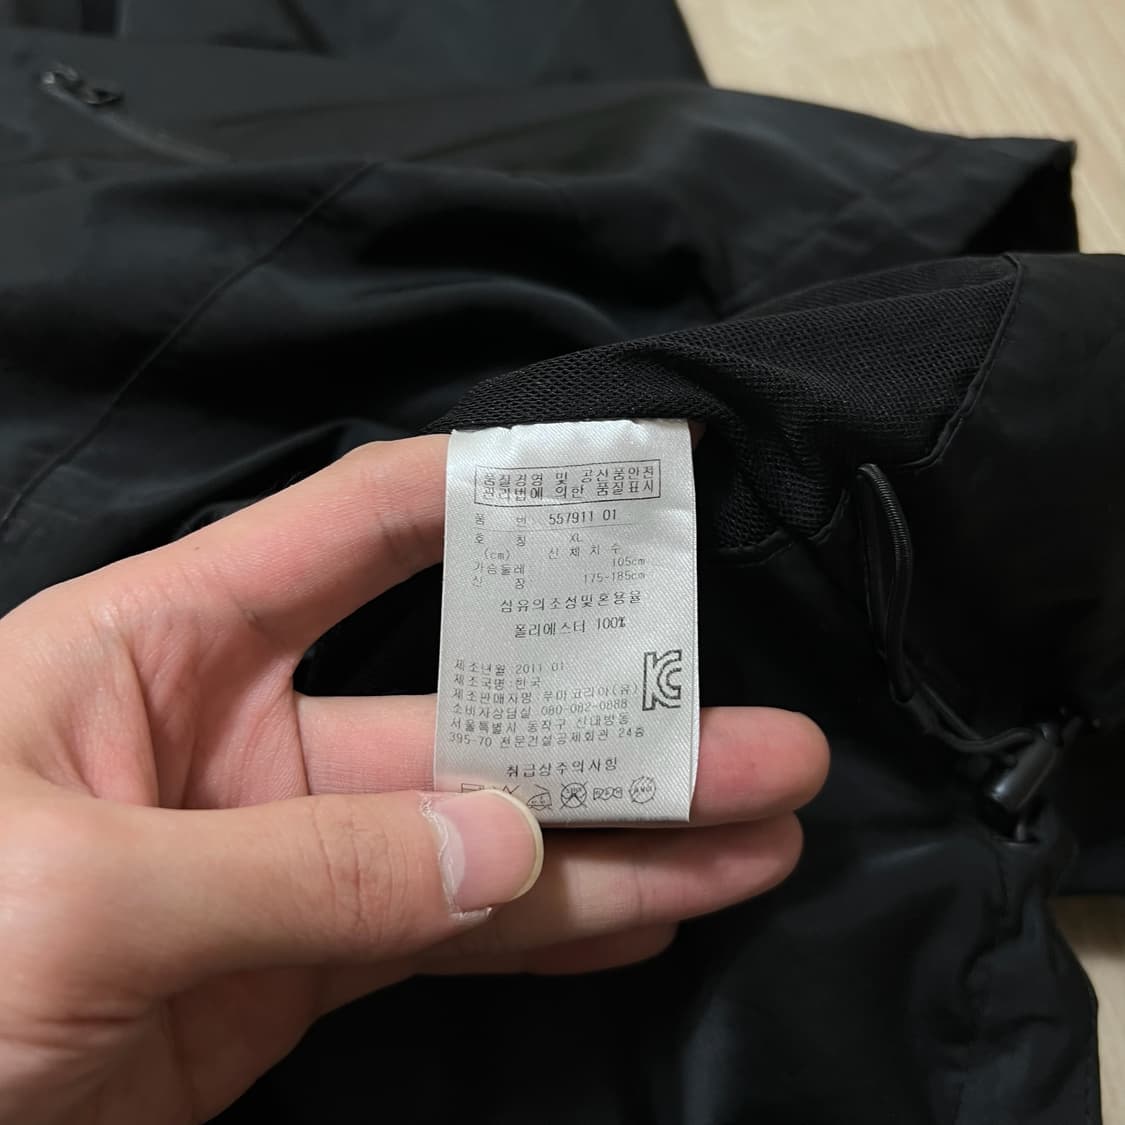 품질경영 및 공산품안전
관리법에 의한 품질표시
품 번 557911 01
호 칭 XL
(cm) 신 체 치 수
가슴둘레 105cm
신 장 175-185cm
섬유의조성및혼용율
폴리에스터 100%
제조년월 2011 01
제조국명:한국
제조판매자명:푸마코리아(유)
소비자상담실 080-082-0888
서울특별시 동작구 신대방동
395-70 전문건설공제회관 24층
취급상주의사항